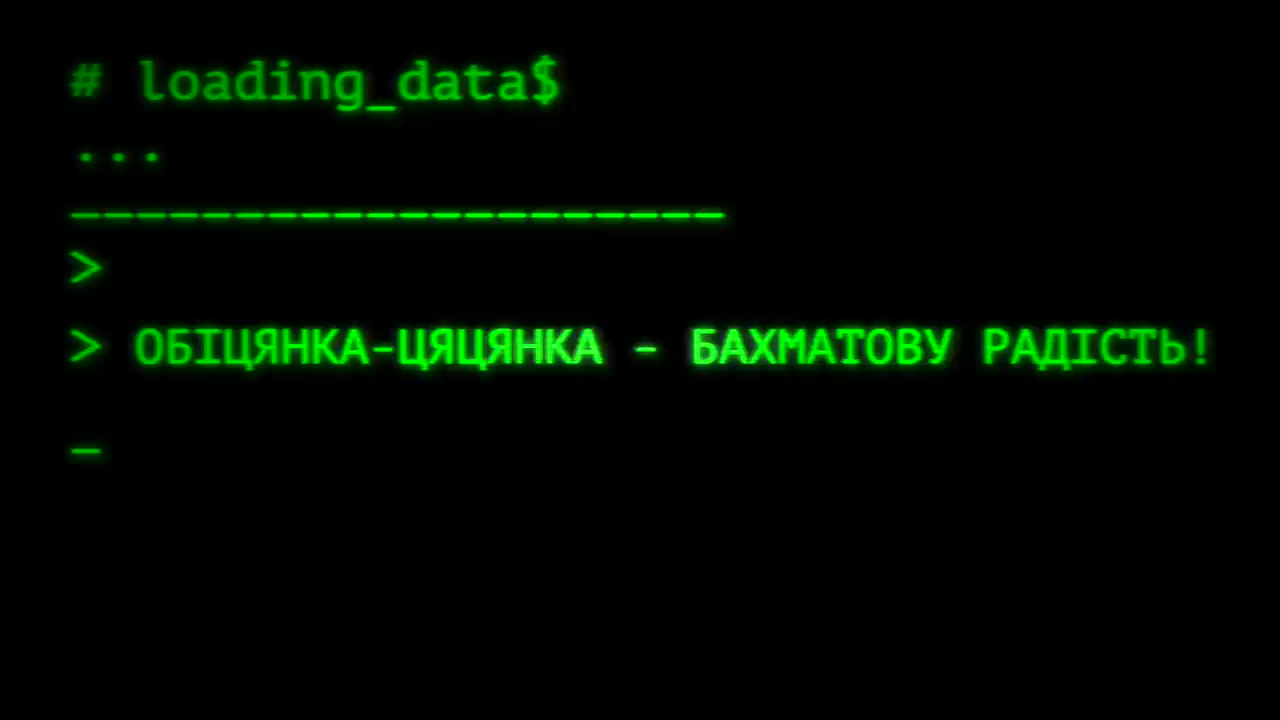 # loading_data$
...
--------------------
>
> ОБІЦЯНКА-ЦЯЦЯНКА - БАХМАТОВУ РАДІСТЬ!
_